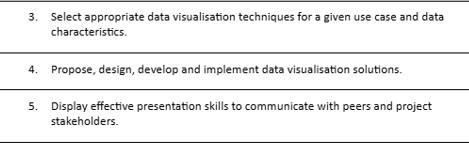 3. Select appropriate data visualisation techniques for a given use case and data
characteristics.
4. Propose, design, develop and implement data visualisation solutions.
5. Display effective presentation skills to communicate with peers and project
stakeholders.